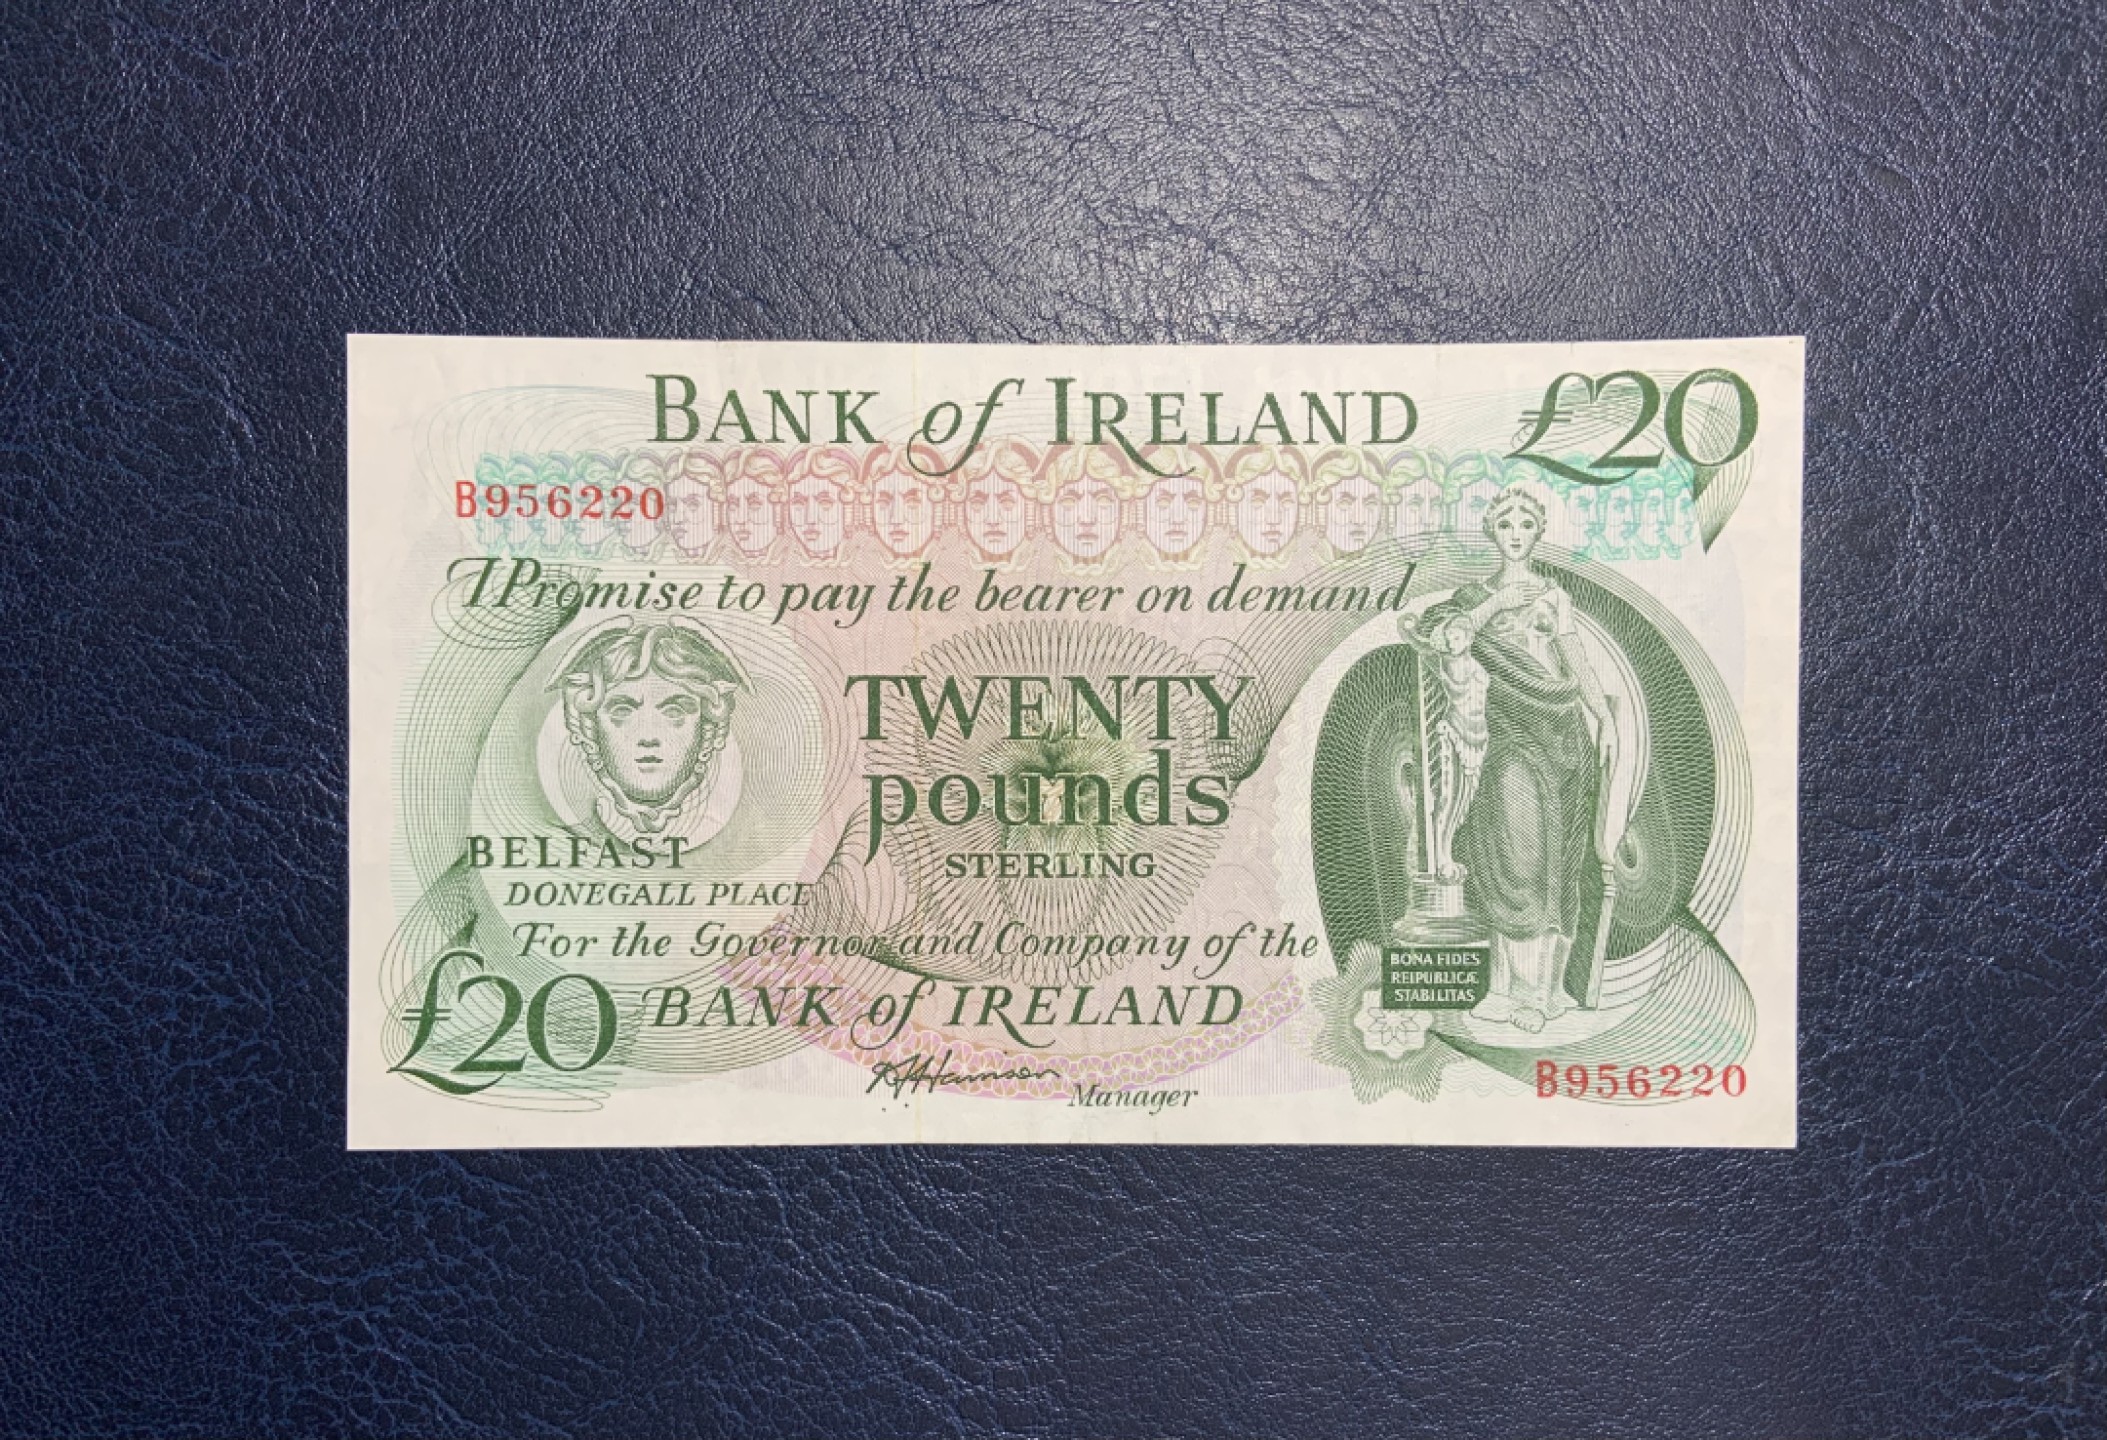 BANK of IRELAND £20
B956220
I Promise to pay the bearer on demand
TWENTY
pounds
STERLING
BELFAST
DONEGALL PLACE
For the Governor and Company of the
£20 BANK of IRELAND
Manager
BONA FIDES
REIPUBLICÆ
STABILITAS
B956220